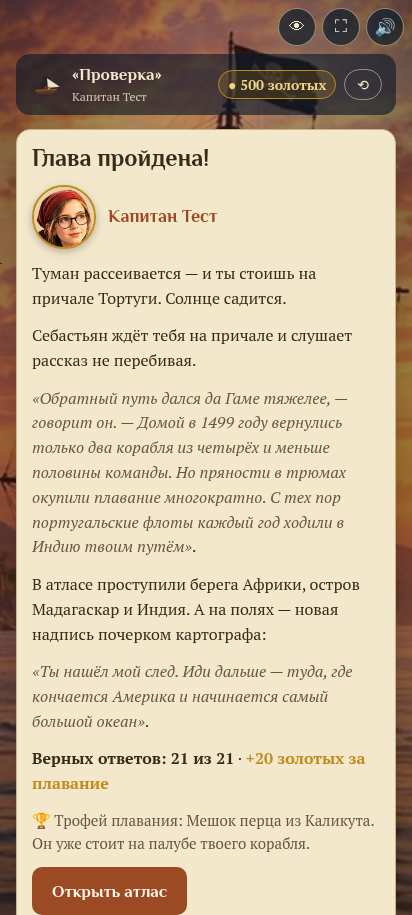 «Проверка»
Капитан Тест
● 500 золотых
Глава пройдена!
Капитан Тест
Туман рассеивается — и ты стоишь на
причале Тортуги. Солнце садится.
Себастьян ждёт тебя на причале и слушает
рассказ не перебивая.
«Обратный путь дался да Гаме тяжелее, —
говорит он. — Домой в 1499 году вернулись
только два корабля из четырёх и меньше
половины команды. Но пряности в трюмах
окупили плавание многократно. С тех пор
португальские флоты каждый год ходили в
Индию твоим путём».
В атласе проступили берега Африки, остров
Мадагаскар и Индия. А на полях — новая
надпись почерком картографа:
«Ты нашёл мой след. Иди дальше — туда, где
кончается Америка и начинается самый
большой океан».
Верных ответов: 21 из 21 · +20 золотых за
плавание
🏆 Трофей плавания: Мешок перца из Каликута.
Он уже стоит на палубе твоего корабля.
Открыть атлас